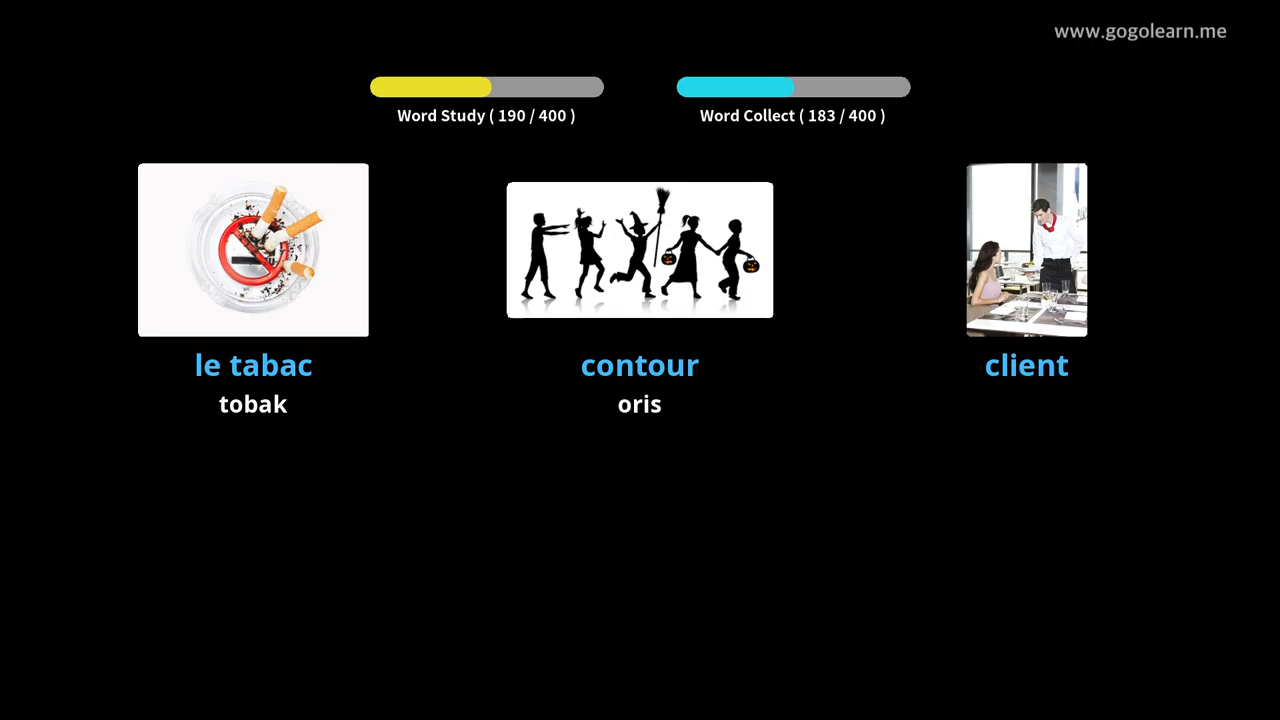 www.gogolearn.me
Word Study ( 190 / 400 )
Word Collect ( 183 / 400 )
le tabac
tobak
contour
oris
client